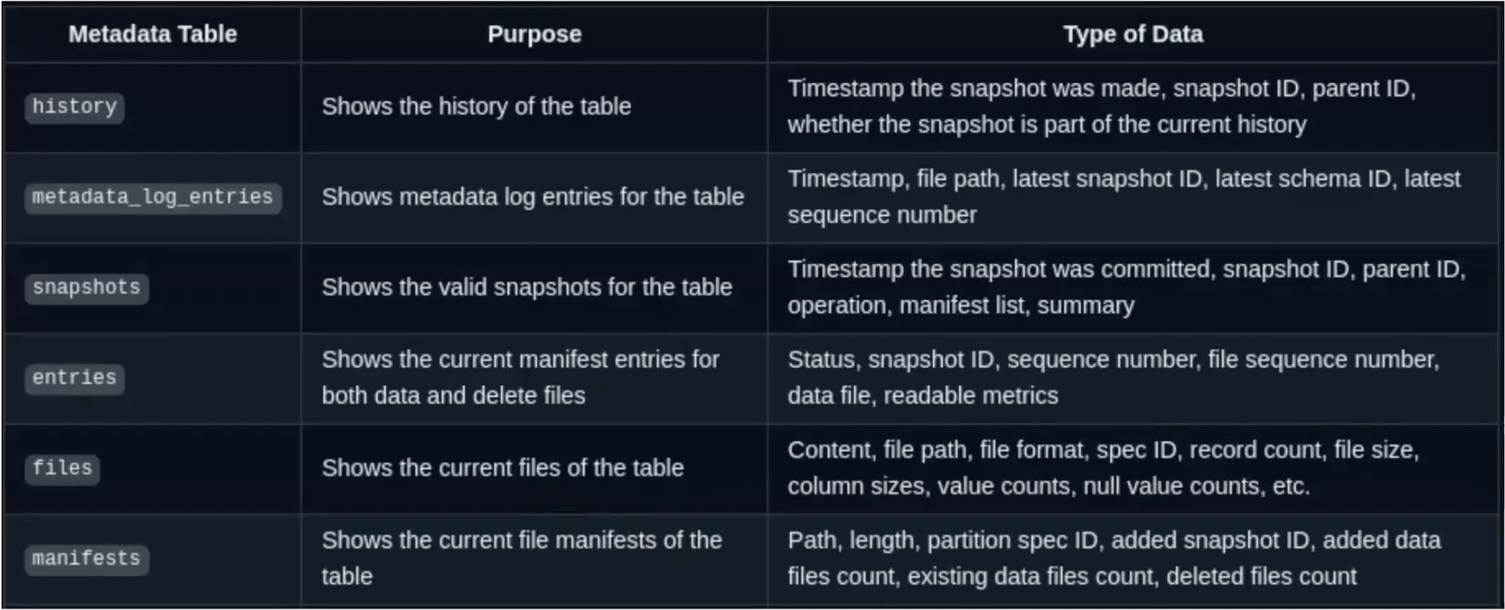 Metadata Table Purpose Type of Data
history Shows the history of the table Timestamp the snapshot was made, snapshot ID, parent ID,
whether the snapshot is part of the current history
metadata_log_entries Shows metadata log entries for the table Timestamp, file path, latest snapshot ID, latest schema ID, latest
sequence number
snapshots Shows the valid snapshots for the table Timestamp the snapshot was committed, snapshot ID, parent ID,
operation, manifest list, summary
entries Shows the current manifest entries for
both data and delete files Status, snapshot ID, sequence number, file sequence number,
data file, readable metrics
files Shows the current files of the table Content, file path, file format, spec ID, record count, file size,
column sizes, value counts, null value counts, etc.
manifests Shows the current file manifests of the
table Path, length, partition spec ID, added snapshot ID, added data
files count, existing data files count, deleted files count